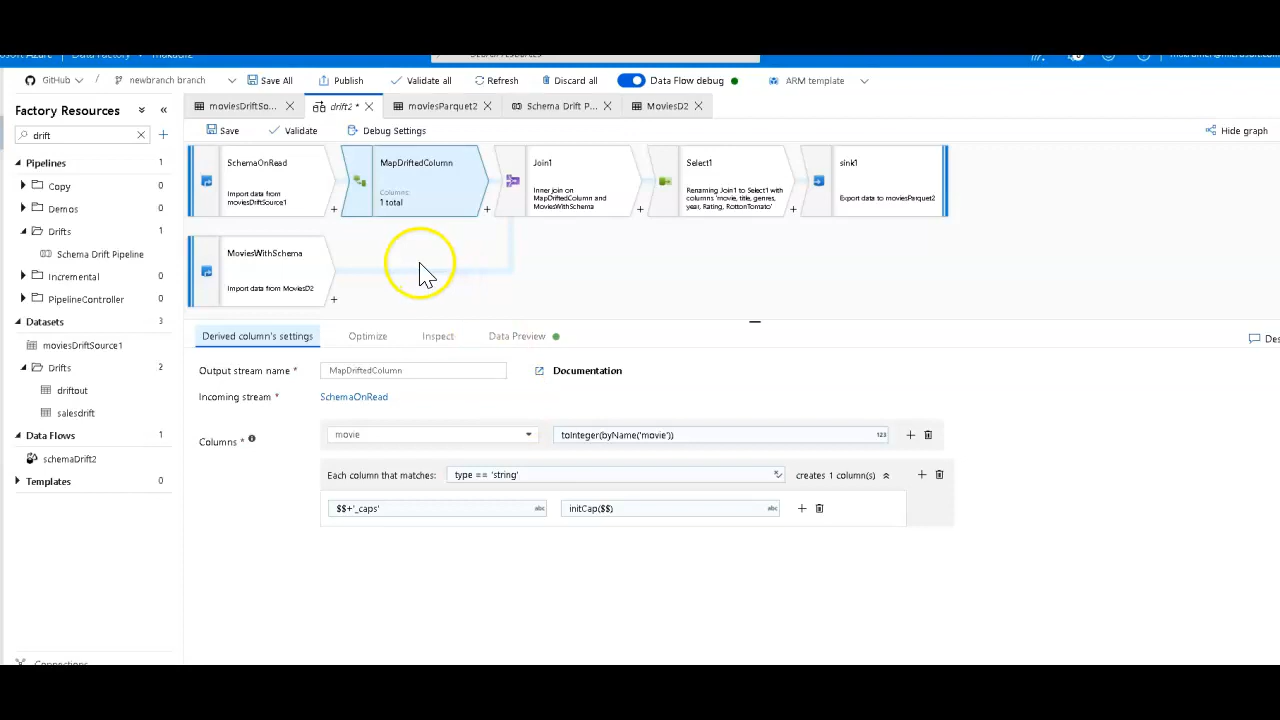 Microsoft Azure Data Factory
GitHub / newbranch branch Save All Publish Validate all Refresh Discard all Data Flow debug ARM template
Factory Resources
drift
Pipelines 1
Copy 0
Demos 0
Drifts 1
Schema Drift Pipeline
Incremental 0
PipelineController 0
Datasets 3
moviesDriftSource1
Drifts 2
driftout
salesdrift
Data Flows 1
schemaDrift2
Templates 0
Connections
moviesDriftSo... drift2 * moviesParquet2 Schema Drift P... MoviesD2
Save Validate Debug Settings Hide graph
SchemaOnRead
Import data from
moviesDriftSource1
MapDriftedColumn
Columns:
1 total
Join1
Inner join on
MapDriftedColumn and
MoviesWithSchema
Select1
Renaming Join1 to Select1 with
columns 'movie, title, genres,
year, Rating, RottonTomato'
sink1
Export data to moviesParquet2
MoviesWithSchema
Import data from MoviesD2
Derived column's settings Optimize Inspect Data Preview
Output stream name * MapDriftedColumn Documentation
Incoming stream * SchemaOnRead
Columns * movie toInteger(byName('movie')) 123
Each column that matches: type == 'string' creates 1 column(s)
$$+'_caps' abc initCap($$) abc